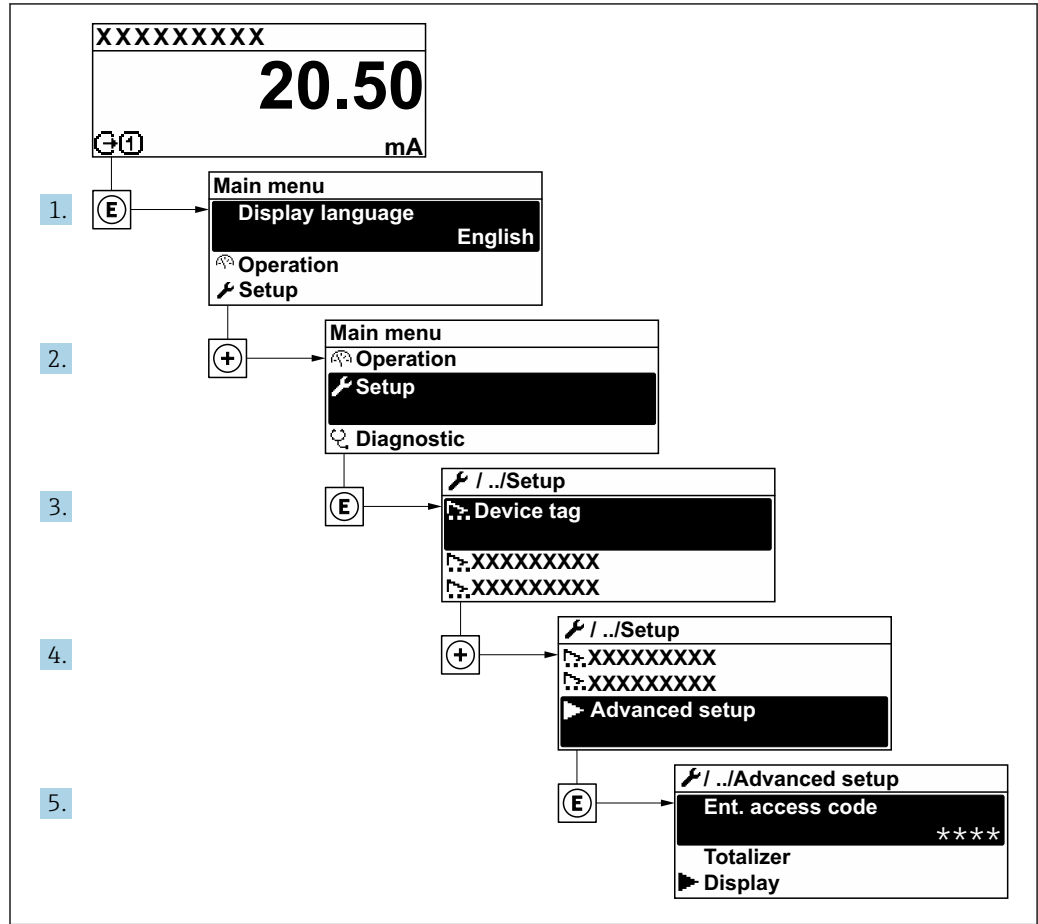 XXXXXXXXX
20.50
1 mA
1. E
Main menu
Display language
English
Operation
Setup
2. +
Main menu
Operation
Setup
Diagnostic
3. E
/ ../Setup
Device tag
XXXXXXXXX
XXXXXXXXX
4. +
/ ../Setup
XXXXXXXXX
XXXXXXXXX
Advanced setup
5. E
/ ../Advanced setup
Ent. access code
****
Totalizer
Display